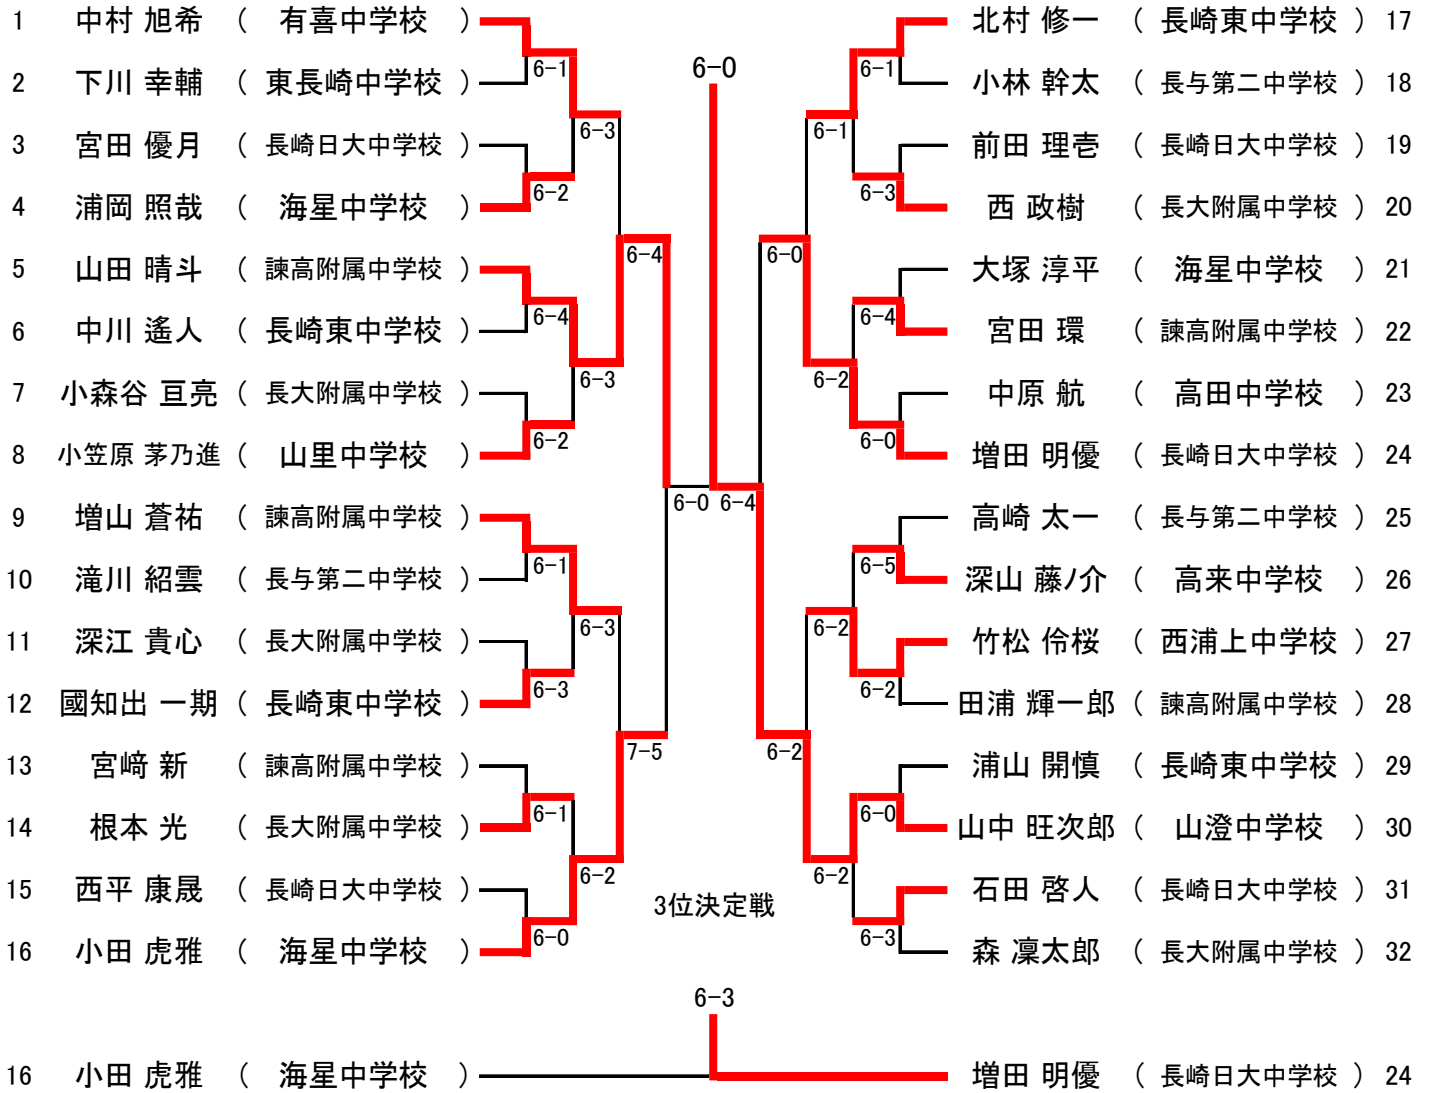 1 中村 旭希 ( 有喜中学校 )
2 下川 幸輔 ( 東長崎中学校 )
3 宮田 優月 ( 長崎日大中学校 )
4 浦岡 照哉 ( 海星中学校 )
5 山田 晴斗 ( 諫高附属中学校 )
6 中川 遙人 ( 長崎東中学校 )
7 小森谷 亘亮 ( 長大附属中学校 )
8 小笠原 茅乃進 ( 山里中学校 )
9 増山 蒼祐 ( 諫高附属中学校 )
10 滝川 紹雲 ( 長与第二中学校 )
11 深江 貴心 ( 長大附属中学校 )
12 國知出 一期 ( 長崎東中学校 )
13 宮﨑 新 ( 諫高附属中学校 )
14 根本 光 ( 長大附属中学校 )
15 西平 康晟 ( 長崎日大中学校 )
16 小田 虎雅 ( 海星中学校 )
6-1
6-2
6-4
6-2
6-1
6-3
6-1
6-0
6-3
6-3
6-3
6-2
6-4
7-5
6-0
6-0
6-4
6-0
6-2
6-1
6-2
6-2
6-2
6-1
6-3
6-4
6-0
6-5
6-2
6-0
6-3
北村 修一 ( 長崎東中学校 ) 17
小林 幹太 ( 長与第二中学校 ) 18
前田 理壱 ( 長崎日大中学校 ) 19
西 政樹 ( 長大附属中学校 ) 20
大塚 淳平 ( 海星中学校 ) 21
宮田 環 ( 諫高附属中学校 ) 22
中原 航 ( 高田中学校 ) 23
増田 明優 ( 長崎日大中学校 ) 24
高崎 太一 ( 長与第二中学校 ) 25
深山 藤ノ介 ( 高来中学校 ) 26
竹松 伶桜 ( 西浦上中学校 ) 27
田浦 輝一郎 ( 諫高附属中学校 ) 28
浦山 開慎 ( 長崎東中学校 ) 29
山中 旺次郎 ( 山澄中学校 ) 30
石田 啓人 ( 長崎日大中学校 ) 31
森 凜太郎 ( 長大附属中学校 ) 32
3位決定戦
6-3
16 小田 虎雅 ( 海星中学校 )
増田 明優 ( 長崎日大中学校 ) 24